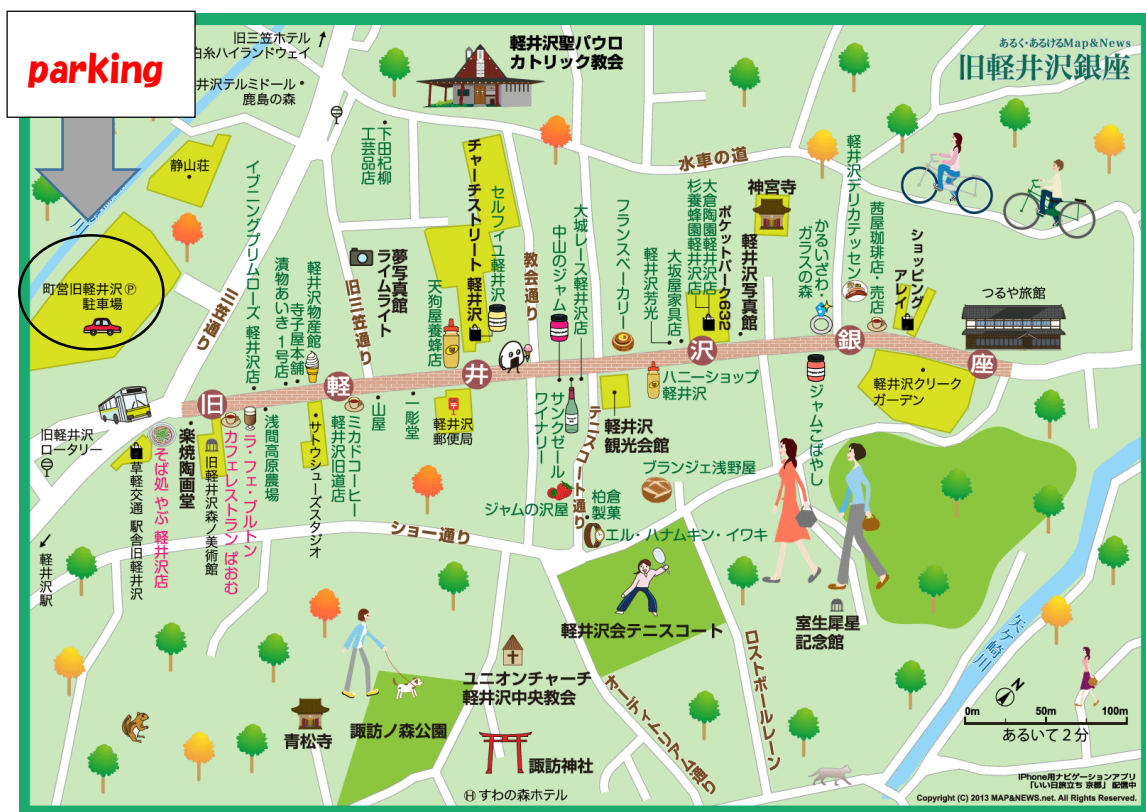 parking
旧三笠ホテル
白糸ハイランドウェイ
井沢テルミドール・
鹿島の森
軽井沢聖パウロ
カトリック教会
あるく・あるけるMap&News
旧軽井沢銀座
静山荘
町営旧軽井沢Ⓟ
駐車場
川
三笠通り
イブニングプリムローズ 軽井沢店
漬物あいき1号店
寺子屋本舗
軽井沢物産館
下田杞柳
工芸品店
夢写真館
ライムライト
旧三笠通り
チャーチストリート 軽井沢
セルフィユ軽井沢
天狗屋養蜂店
教会通り
中山のジャム
大城レース軽井沢店
フランスベーカリー
軽井沢芳光
大坂屋家具店
杉養蜂園軽井沢店
大倉陶園軽井沢店
ポケットパーク632
水車の道
神宮寺
軽井沢写真館
かるいざわ・
ガラスの森
軽井沢デリカテッセン
茜屋珈琲店・売店
ショッピング
アレイ
つるや旅館
旧
軽
井
沢
銀
座
旧軽井沢
ロータリー
楽焼陶画堂
草軽交通 駅舎旧軽井沢
そば処 やぶ 軽井沢店
旧軽井沢森ノ美術館
カフェレストラン ぱおむ
ラ・フェ・ブルトン
浅間高原農場
サトウシューズスタジオ
ミカドコーヒー
軽井沢旧道店
山屋
一彫堂
軽井沢
郵便局
サンクゼール
ワイナリー
テニスコート通り
軽井沢
観光会館
ハニーショップ
軽井沢
ジャムこばやし
軽井沢クリーク
ガーデン
ブランジェ浅野屋
ジャムの沢屋
柏倉
製菓
エル・ハナムキン・イワキ
ショー通り
軽井沢駅
軽井沢会テニスコート
室生犀星
記念館
矢ケ崎川
ロストボールレーン
オーディトリアム通り
ユニオンチャーチ
軽井沢中央教会
青松寺
諏訪ノ森公園
諏訪神社
Ⓗすわの森ホテル
N
0m 50m 100m
あるいて2分
iPhone用ナビゲーションアプリ
「いい日旅立ち 京都」配信中
Copyright (C) 2013 MAP&NEWS.net. All Rights Reserved.